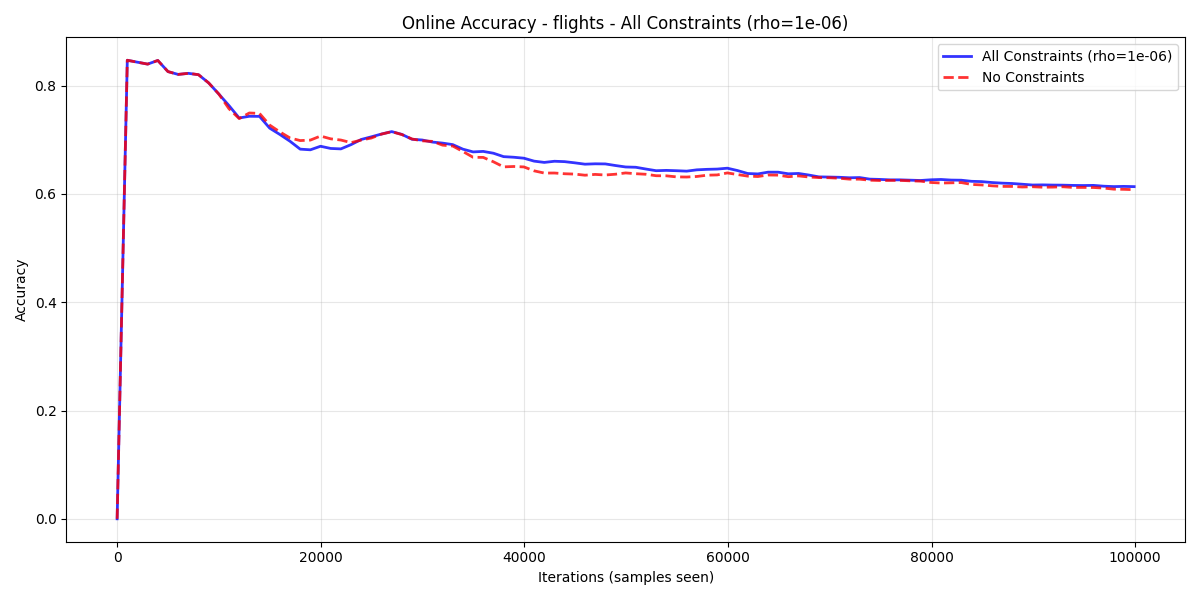 Online Accuracy - flights - All Constraints (rho=1e-06)
All Constraints (rho=1e-06)
No Constraints
Accuracy
0.8
0.6
0.4
0.2
0.0
0
20000
40000
60000
80000
100000
Iterations (samples seen)